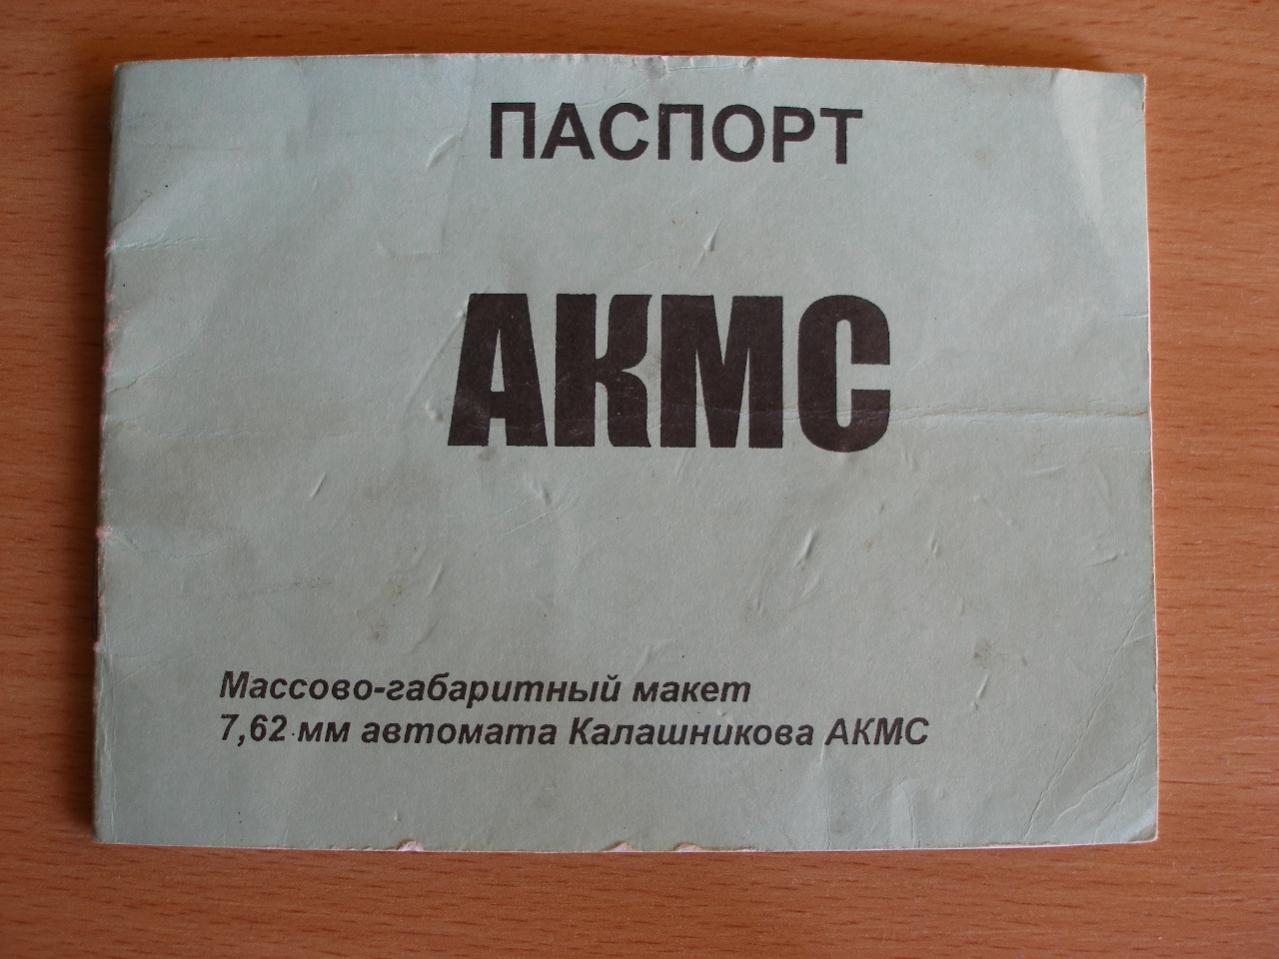 ПАСПОРТ
АКМС
Массово-габаритный макет
7,62 мм автомата Калашникова АКМС